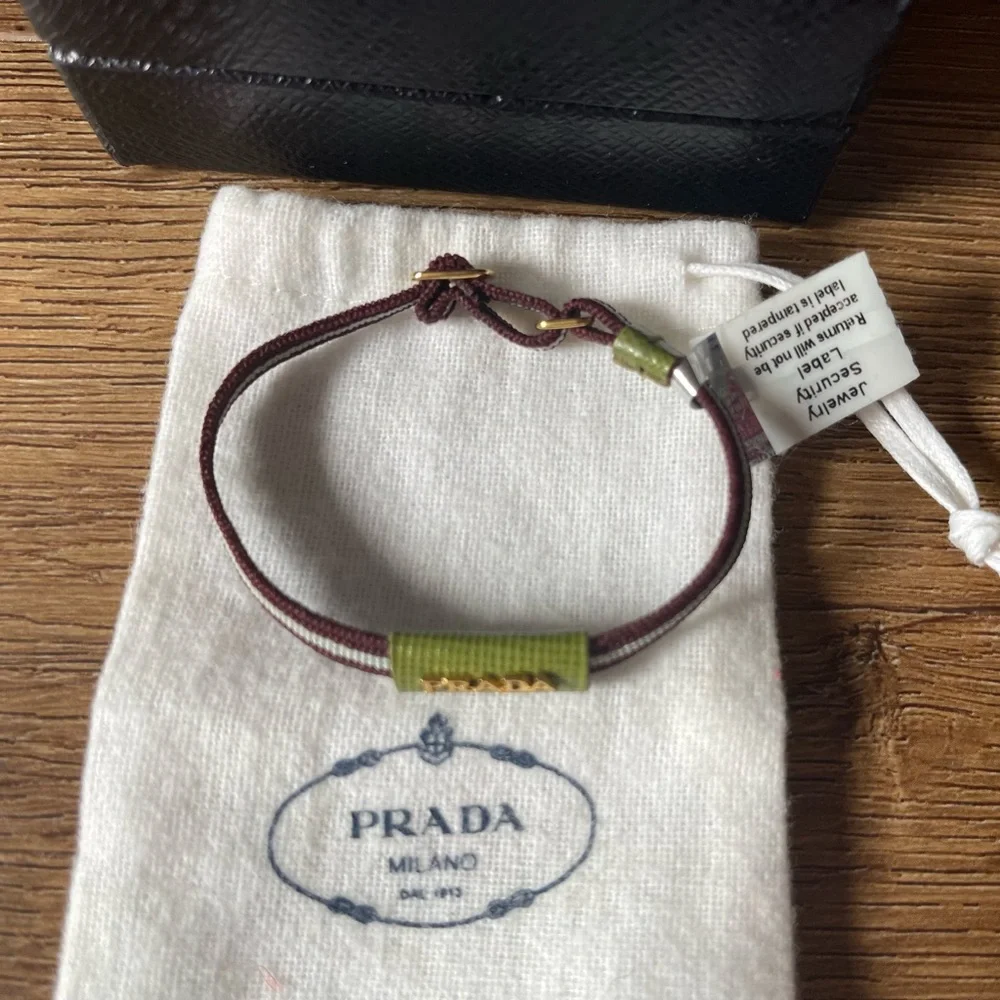 Jewelry
Security
Label
Returns will not be
accepted if security
label is tampered
PRADA
PRADA
MILANO
DAL 1913